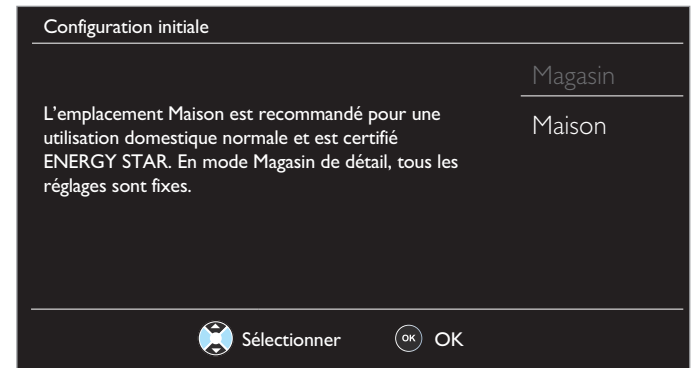 Configuration initiale
Magasin
Maison
L’emplacement Maison est recommandé pour une
utilisation domestique normale et est certifié
ENERGY STAR. En mode Magasin de détail, tous les
réglages sont fixes.
Sélectionner
OK OK